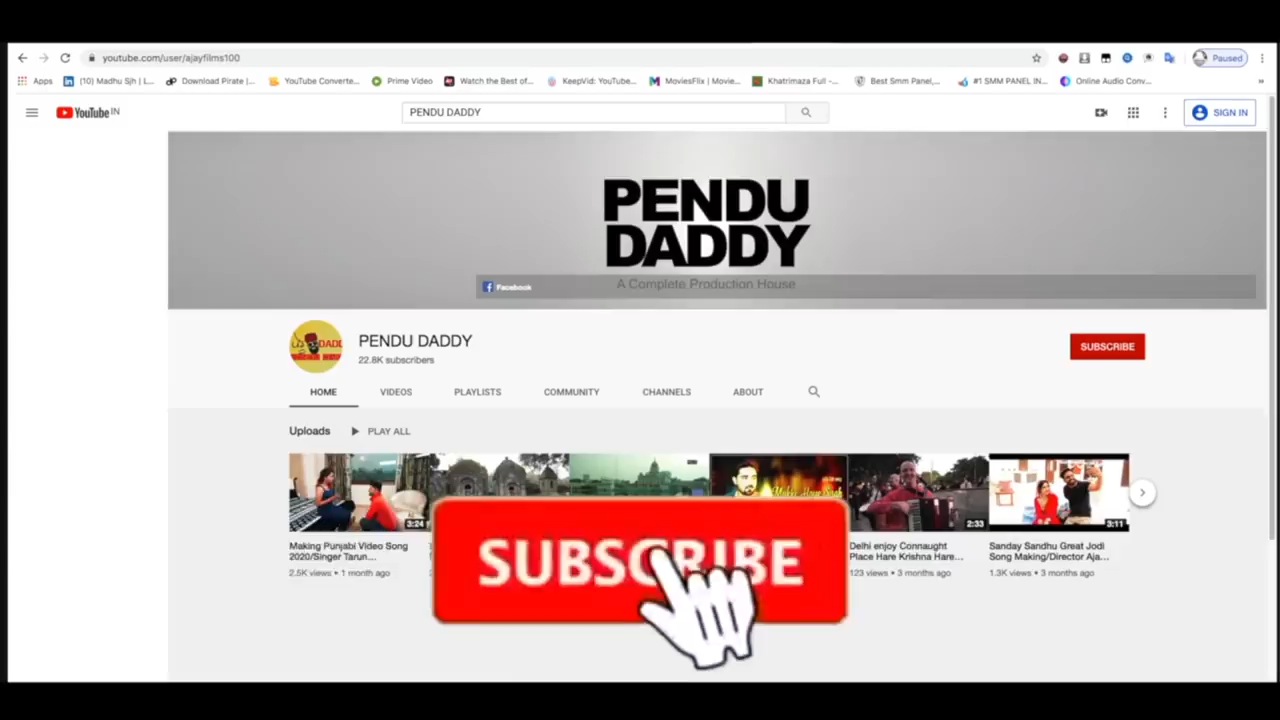 youtube.com/user/ajayfilms100
Paused
Apps
(10) Madhu Sjh | L...
Download Pirate |...
YouTube Converte...
Prime Video
Watch the Best of...
KeepVid: YouTube...
MoviesFlix | Movie...
Khatrimaza Full -...
Best Smm Panel,...
#1 SMM PANEL IN...
Online Audio Conv...
YouTube IN
PENDU DADDY
SIGN IN
PENDU
DADDY
A Complete Production House
Facebook
PENDU DADDY
22.8K subscribers
SUBSCRIBE
HOME
VIDEOS
PLAYLISTS
COMMUNITY
CHANNELS
ABOUT
Uploads
PLAY ALL
3:24
2:33
3:11
Making Punjabi Video Song
2020/Singer Tarun...
2.5K views • 1 month ago
Delhi enjoy Connaught
Place Hare Krishna Hare...
123 views • 3 months ago
Sanday Sandhu Great Jodi
Song Making/Director Aja...
1.3K views • 3 months ago
SUBSCRIBE